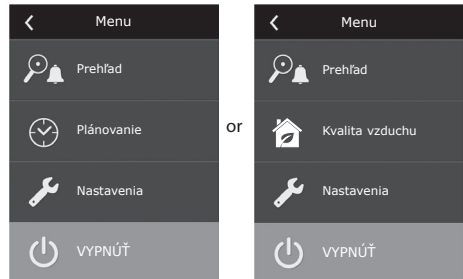 Menu
Prehľad
Plánovanie
Nastavenia
VYPNÚŤ
or
Menu
Prehľad
Kvalita vzduchu
Nastavenia
VYPNÚŤ